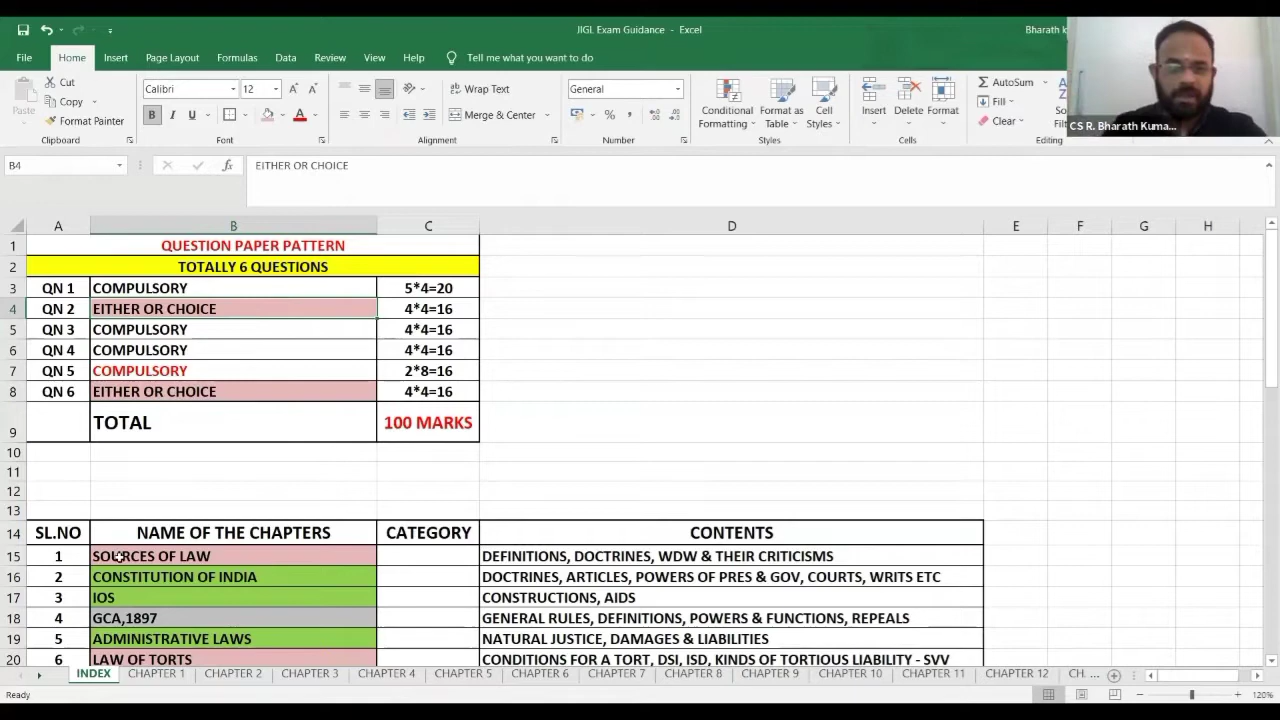 JIGL Exam Guidance - Excel
Bharath k
File Home Insert Page Layout Formulas Data Review View Help Tell me what you want to do
Cut
Copy
Format Painter
Paste
Clipboard
Calibri 12
B I U
Font
Wrap Text
Merge & Center
Alignment
General
Number
Conditional Formatting
Format as Table
Cell Styles
Styles
Insert
Delete
Format
Cells
AutoSum
Fill
Clear
Editing
CS R. Bharath Kuma...
B4 fx EITHER OR CHOICE
A B C D E F G H
1 QUESTION PAPER PATTERN
2 TOTALLY 6 QUESTIONS
3 QN 1 COMPULSORY 5*4=20
4 QN 2 EITHER OR CHOICE 4*4=16
5 QN 3 COMPULSORY 4*4=16
6 QN 4 COMPULSORY 4*4=16
7 QN 5 COMPULSORY 2*8=16
8 QN 6 EITHER OR CHOICE 4*4=16
9 TOTAL 100 MARKS
10
11
12
13
14 SL.NO NAME OF THE CHAPTERS CATEGORY CONTENTS
15 1 SOURCES OF LAW DEFINITIONS, DOCTRINES, WDW & THEIR CRITICISMS
16 2 CONSTITUTION OF INDIA DOCTRINES, ARTICLES, POWERS OF PRES & GOV, COURTS, WRITS ETC
17 3 IOS CONSTRUCTIONS, AIDS
18 4 GCA,1897 GENERAL RULES, DEFINITIONS, POWERS & FUNCTIONS, REPEALS
19 5 ADMINISTRATIVE LAWS NATURAL JUSTICE, DAMAGES & LIABILITIES
20 6 LAW OF TORTS CONDITIONS FOR A TORT, DSI, ISD, KINDS OF TORTIOUS LIABILITY - SVV
INDEX CHAPTER 1 CHAPTER 2 CHAPTER 3 CHAPTER 4 CHAPTER 5 CHAPTER 6 CHAPTER 7 CHAPTER 8 CHAPTER 9 CHAPTER 10 CHAPTER 11 CHAPTER 12 CH. ...
Ready 120%